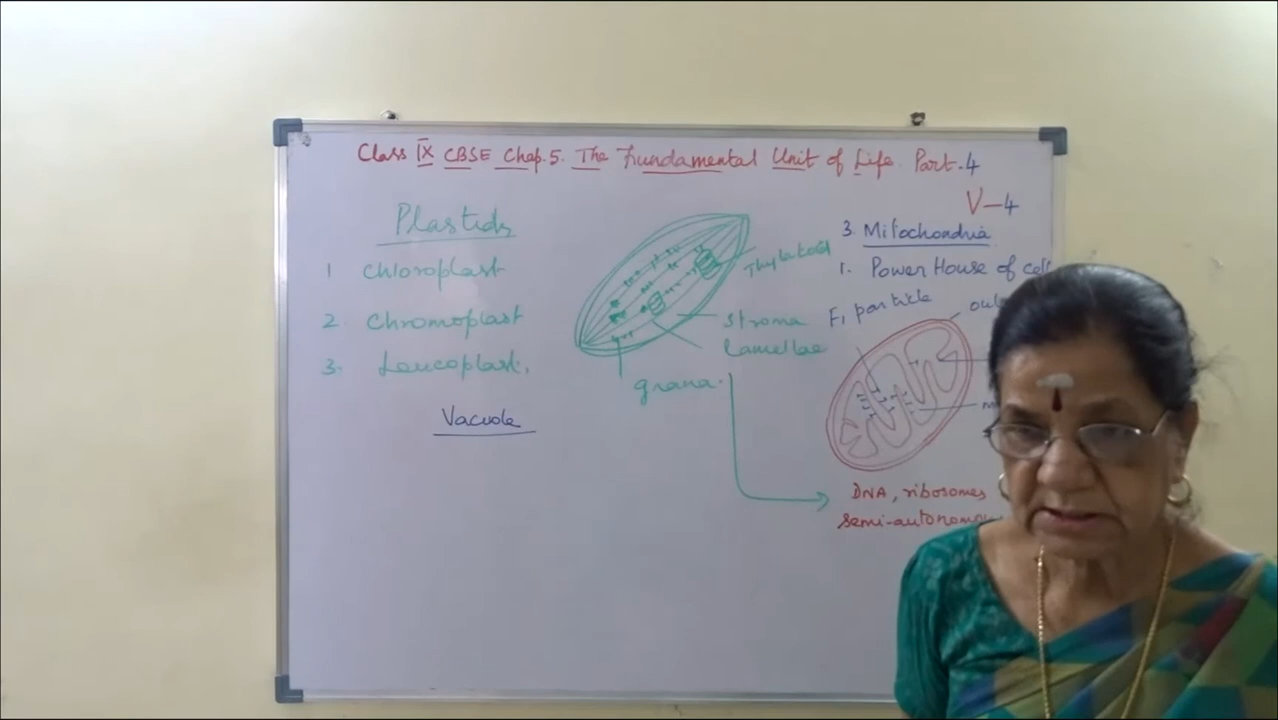 Class IX CBSE Chap.5. The Fundamental Unit of Life. Part-4
V-4
Plastids
1 Chloroplast
2. Chromoplast
3. Leucoplast.
Vacuole
Thylakoid
Stroma
Lamellae
grana.
3. Mitochondria
1. Power House of cell
F1 particle
DNA, ribosomes